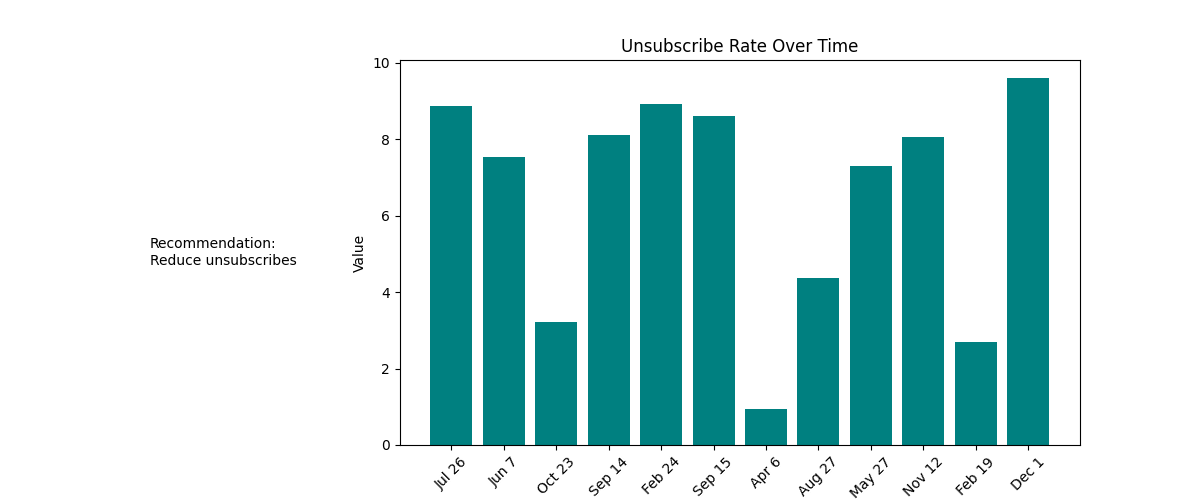 Unsubscribe Rate Over Time
Recommendation:
Reduce unsubscribes
Value
10
8
6
4
2
0
Jul 26
Jun 7
Oct 23
Sep 14
Feb 24
Sep 15
Apr 6
Aug 27
May 27
Nov 12
Feb 19
Dec 1